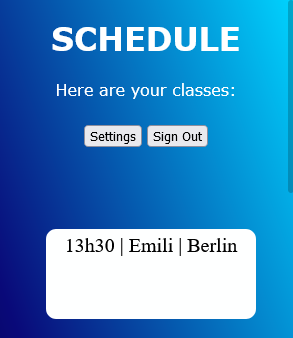 SCHEDULE
Here are your classes:
Settings Sign Out
13h30 | Emili | Berlin